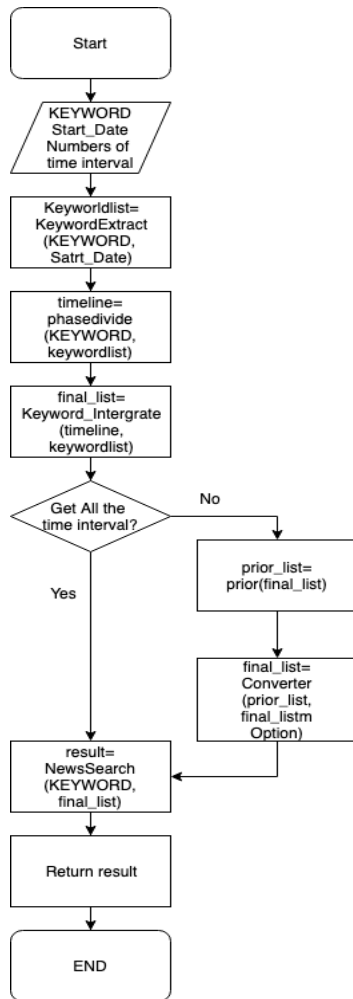 Start
KEYWORD
Start_Date
Numbers of
time interval
Keyworldlist=
KeywordExtract
(KEYWORD,
Satrt_Date)
timeline=
phasedivide
(KEYWORD,
keywordlist)
final_list=
Keyword_Intergrate
(timeline,
keywordlist)
Get All the
time interval?
No
Yes
prior_list=
prior(final_list)
final_list=
Converter
(prior_list,
final_listm
Option)
result=
NewsSearch
(KEYWORD,
final_list)
Return result
END